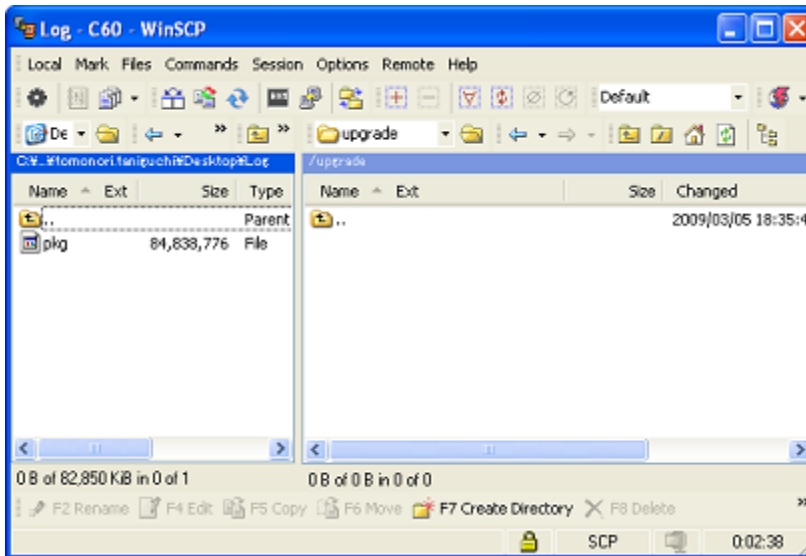 Log - C60 - WinSCP
Local Mark Files Commands Session Options Remote Help
Default
De upgrade
C:¥...¥tomonori.taniguchi¥Desktop¥Log /upgrade
Name Ext Size Type Name Ext Size Changed
.. Parent .. 2009/03/05 18:35:4
pkg 84,838,776 File
0 B of 82,850 KiB in 0 of 1 0 B of 0 B in 0 of 0
F2 Rename F4 Edit F5 Copy F6 Move F7 Create Directory F8 Delete
SCP 0:02:38